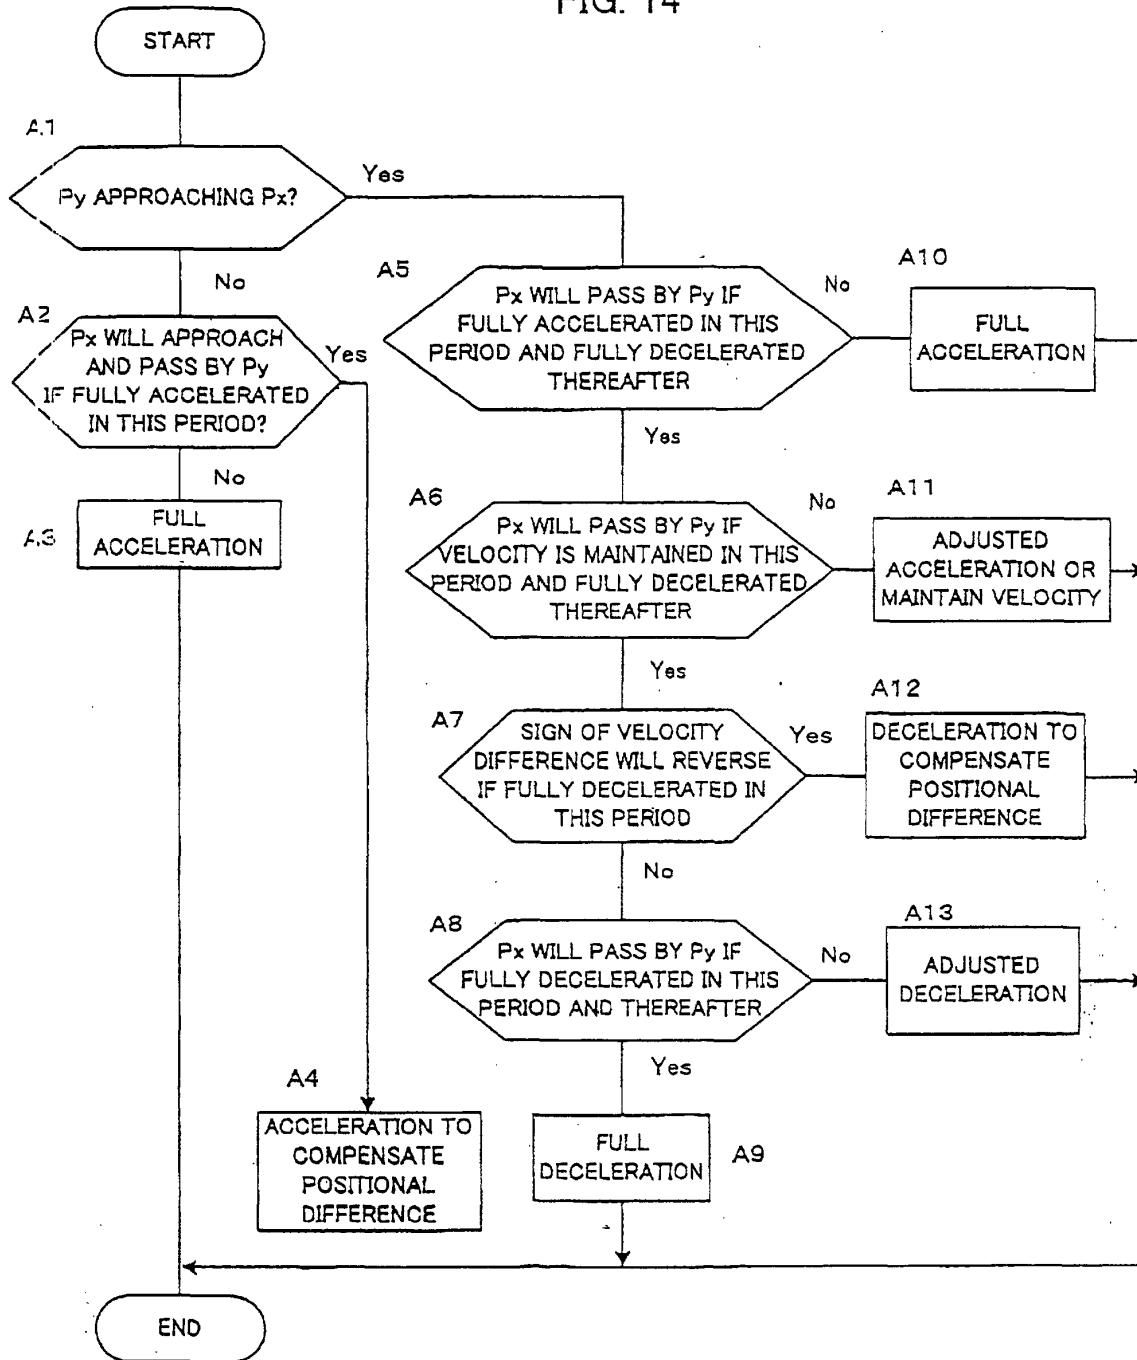 FIG. 14
START
A1
Py APPROACHING Px?
Yes
No
A2
Px WILL APPROACH
AND PASS BY Py
IF FULLY ACCELERATED
IN THIS PERIOD?
Yes
No
A3
FULL
ACCELERATION
A4
ACCELERATION TO
COMPENSATE
POSITIONAL
DIFFERENCE
A5
Px WILL PASS BY Py IF
FULLY ACCELERATED IN THIS
PERIOD AND FULLY DECELERATED
THEREAFTER
No
A10
FULL
ACCELERATION
Yes
A6
Px WILL PASS BY Py IF
VELOCITY IS MAINTAINED IN THIS
PERIOD AND FULLY DECELERATED
THEREAFTER
No
A11
ADJUSTED
ACCELERATION OR
MAINTAIN VELOCITY
Yes
A7
SIGN OF VELOCITY
DIFFERENCE WILL REVERSE
IF FULLY DECELERATED IN
THIS PERIOD
Yes
A12
DECELERATION TO
COMPENSATE
POSITIONAL
DIFFERENCE
No
A8
Px WILL PASS BY Py IF
FULLY DECELERATED IN THIS
PERIOD AND THEREAFTER
No
A13
ADJUSTED
DECELERATION
Yes
FULL
DECELERATION
A9
END